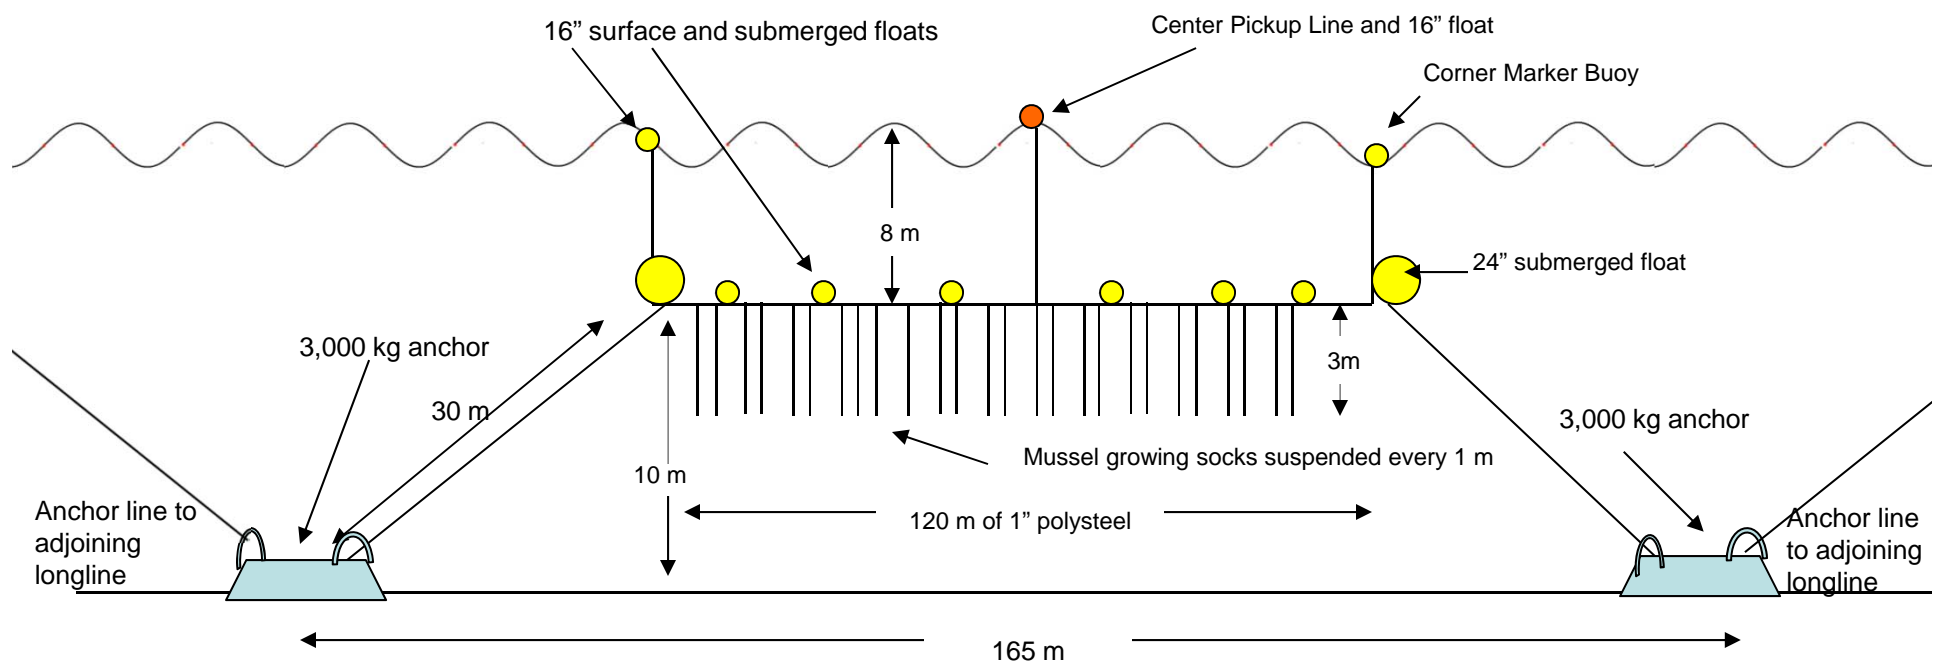 16” surface and submerged floats
Center Pickup Line and 16” float
Corner Marker Buoy
8 m
24” submerged float
3,000 kg anchor
3m
30 m
3,000 kg anchor
10 m
Mussel growing socks suspended every 1 m
120 m of 1” polysteel
Anchor line to
adjoining
longline
Anchor line
to adjoining
longline
165 m